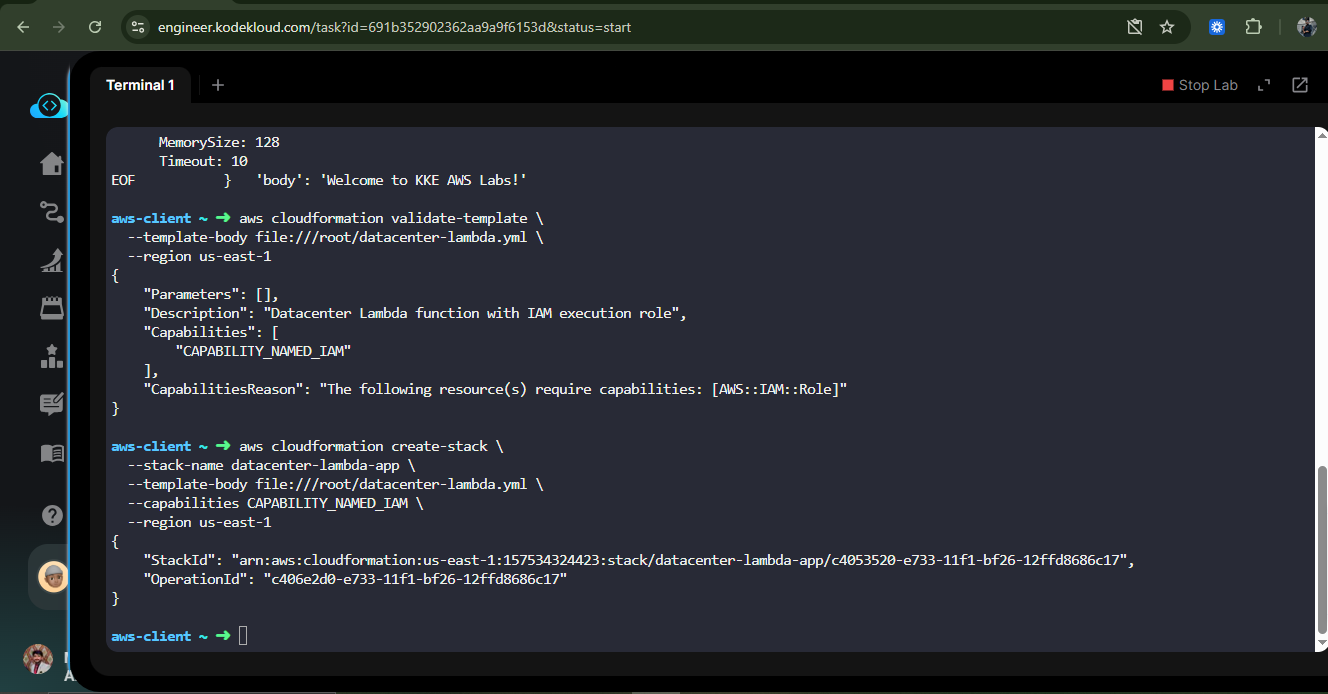 engineer.kodekloud.com/task?id=691b352902362aa9a9f6153d&status=start
Terminal 1
+
Stop Lab
      MemorySize: 128
      Timeout: 10
EOF           }   'body': 'Welcome to KKE AWS Labs!'
aws-client ~ ➜ aws cloudformation validate-template \
  --template-body file:///root/datacenter-lambda.yml \
  --region us-east-1
{
    "Parameters": [],
    "Description": "Datacenter Lambda function with IAM execution role",
    "Capabilities": [
        "CAPABILITY_NAMED_IAM"
    ],
    "CapabilitiesReason": "The following resource(s) require capabilities: [AWS::IAM::Role]"
}
aws-client ~ ➜ aws cloudformation create-stack \
  --stack-name datacenter-lambda-app \
  --template-body file:///root/datacenter-lambda.yml \
  --capabilities CAPABILITY_NAMED_IAM \
  --region us-east-1
{
    "StackId": "arn:aws:cloudformation:us-east-1:157534324423:stack/datacenter-lambda-app/c4053520-e733-11f1-bf26-12ffd8686c17",
    "OperationId": "c406e2d0-e733-11f1-bf26-12ffd8686c17"
}
aws-client ~ ➜